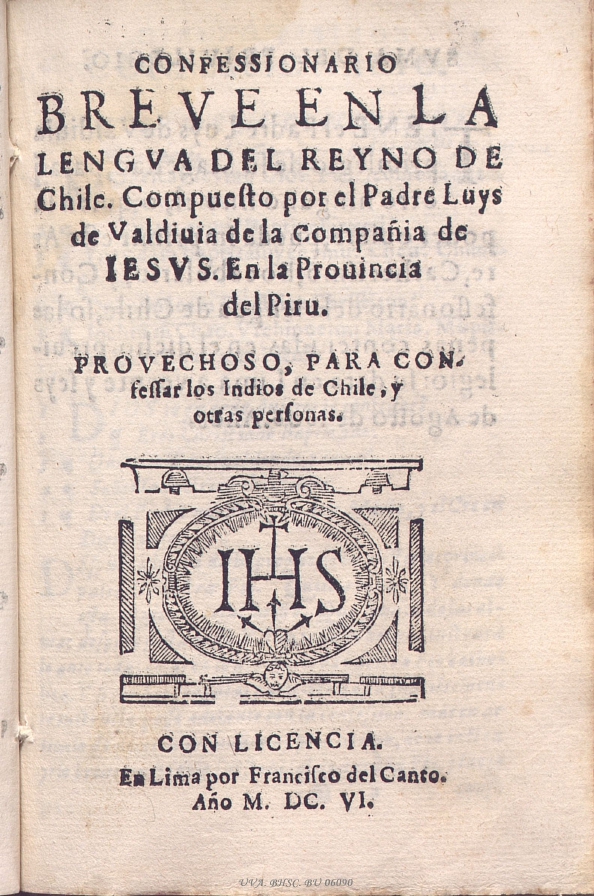 CONFESSIONARIO
BREVE EN LA
LENGVA DEL REYNO DE
Chile. Compueſto por el Padre Luys
de Valdiuia de la Compañia de
IESVS. En la Prouincia
del Piru.
PROVECHOSO, PARA CON-
feſſar los Indios de Chile, y
otras perſonas.
IHS
CON LICENCIA.
En Lima por Franciſco del Canto.
Año M. DC. VI.
UVA. BHSC. BU 06090